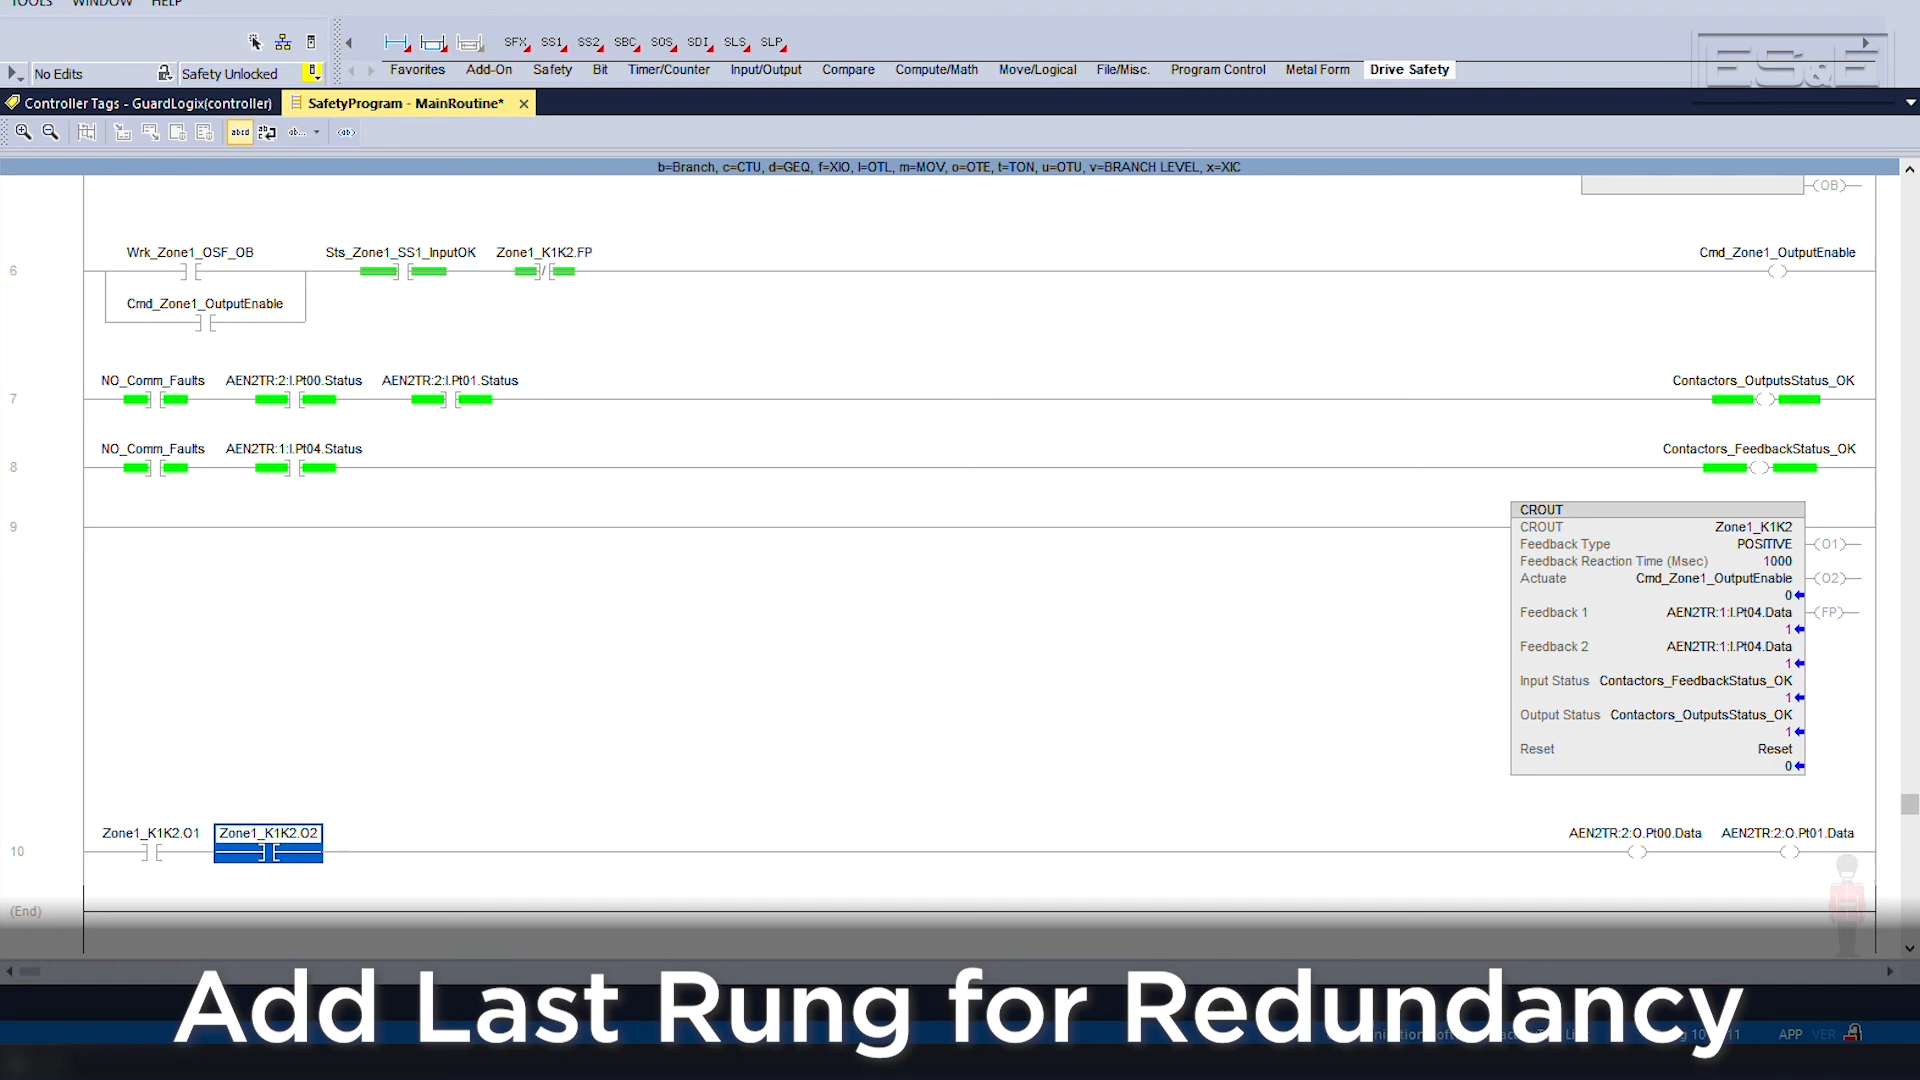 TOOLS WINDOW HELP
SFX SS1 SS2 SBC SOS SDI SLS SLP
No Edits Safety Unlocked
Favorites Add-On Safety Bit Timer/Counter Input/Output Compare Compute/Math Move/Logical File/Misc. Program Control Metal Form Drive Safety
ES&E
Controller Tags - GuardLogix(controller) SafetyProgram - MainRoutine*
abcd ab ab... <ab>
b=Branch, c=CTU, d=GEQ, f=XIO, l=OTL, m=MOV, o=OTE, t=TON, u=OTU, v=BRANCH LEVEL, x=XIC
OB
Wrk_Zone1_OSF_OB Sts_Zone1_SS1_InputOK Zone1_K1K2.FP Cmd_Zone1_OutputEnable
6
Cmd_Zone1_OutputEnable
NO_Comm_Faults AEN2TR:2:I.Pt00.Status AEN2TR:2:I.Pt01.Status Contactors_OutputsStatus_OK
7
NO_Comm_Faults AEN2TR:1:I.Pt04.Status Contactors_FeedbackStatus_OK
8
9
CROUT
CROUT Zone1_K1K2
Feedback Type POSITIVE O1
Feedback Reaction Time (Msec) 1000
Actuate Cmd_Zone1_OutputEnable O2
0
Feedback 1 AEN2TR:1:I.Pt04.Data FP
1
Feedback 2 AEN2TR:1:I.Pt04.Data
1
Input Status Contactors_FeedbackStatus_OK
1
Output Status Contactors_OutputsStatus_OK
1
Reset Reset
0
Zone1_K1K2.O1 Zone1_K1K2.O2 AEN2TR:2:O.Pt00.Data AEN2TR:2:O.Pt01.Data
10
(End)
Add Last Rung for Redundancy
APP VER